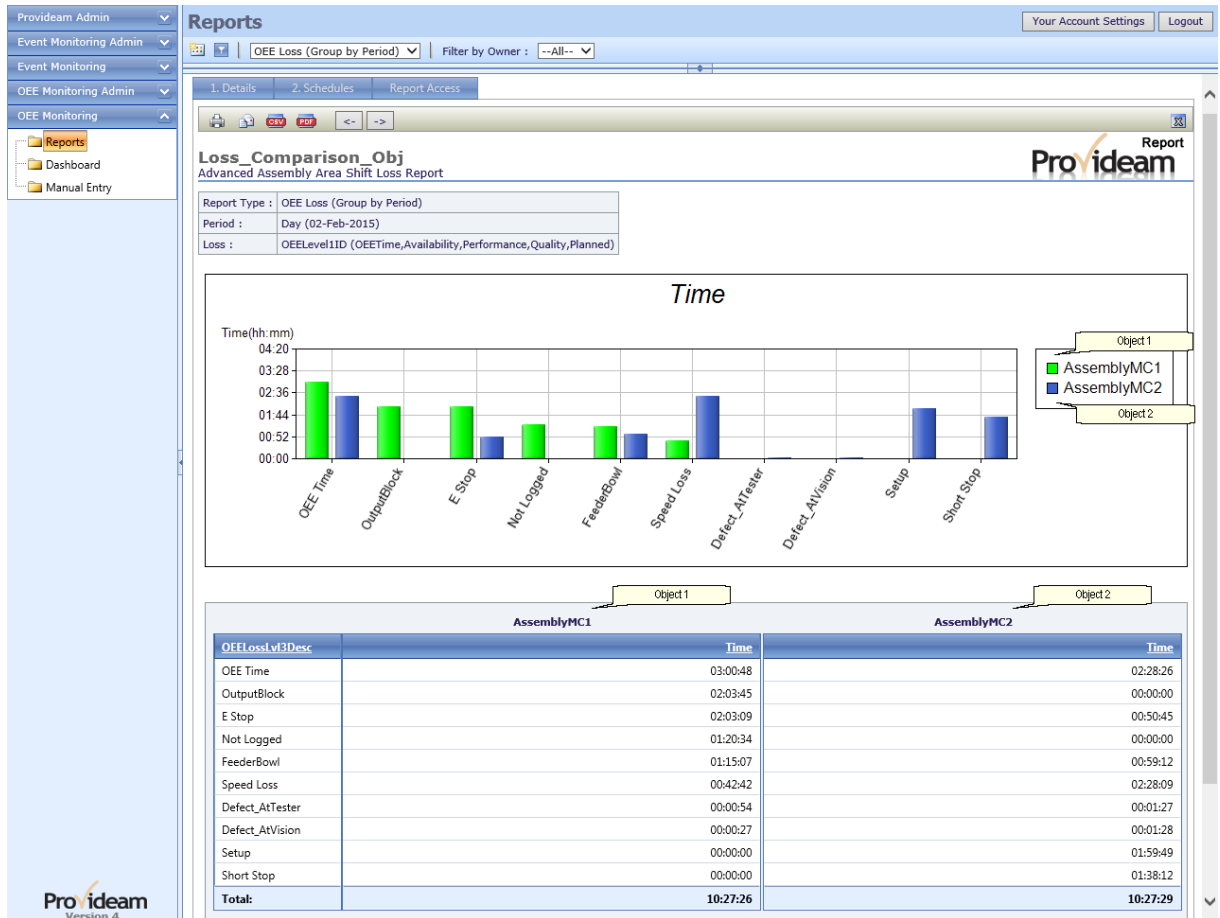 Provideam Admin
Event Monitoring Admin
Event Monitoring
OEE Monitoring Admin
OEE Monitoring
Reports
Dashboard
Manual Entry
Provideam
Version 4
Reports
Your Account Settings
Logout
OEE Loss (Group by Period)
Filter by Owner :
--All--
1. Details
2. Schedules
Report Access
CSV
PDF
<-
->
Loss_Comparison_Obj
Advanced Assembly Area Shift Loss Report
Report
Provideam
Report Type : OEE Loss (Group by Period)
Period : Day (02-Feb-2015)
Loss : OEELevel1ID (OEETime,Availability,Performance,Quality,Planned)
Time
Time(hh:mm)
04:20
03:28
02:36
01:44
00:52
00:00
OEE Time
OutputBlock
E Stop
Not Logged
FeederBowl
Speed Loss
Defect_AtTester
Defect_AtVision
Setup
Short Stop
Object 1
AssemblyMC1
AssemblyMC2
Object 2
Object 1
Object 2
AssemblyMC1 AssemblyMC2
OEELossLvl3Desc Time Time
OEE Time 03:00:48 02:28:26
OutputBlock 02:03:45 00:00:00
E Stop 02:03:09 00:50:45
Not Logged 01:20:34 00:00:00
FeederBowl 01:15:07 00:59:12
Speed Loss 00:42:42 02:28:09
Defect_AtTester 00:00:54 00:01:27
Defect_AtVision 00:00:27 00:01:28
Setup 00:00:00 01:59:49
Short Stop 00:00:00 01:38:12
Total: 10:27:26 10:27:29